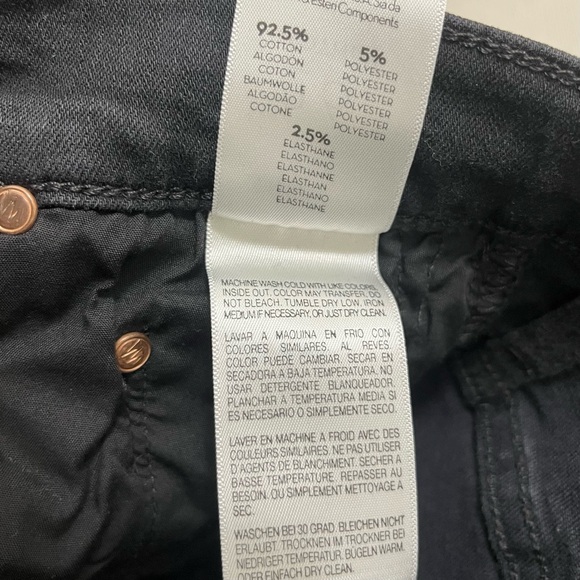 Esten Components
92.5%
COTTON
ALGODÓN
COTON
BAUMWOLLE
ALGODÃO
COTONE
5%
POLYESTER
POLYESTER
POLYESTER
POLYESTER
POLYESTER
POLYESTER
2.5%
ELASTHANE
ELASTHANO
ELASTHANNE
ELASTHAN
ELASTHANO
ELASTHANE
MACHINE WASH COLD WITH LIKE COLORS,
INSIDE OUT. COLOR MAY TRANSFER. DO
NOT BLEACH. TUMBLE DRY LOW. IRON
MEDIUM IF NECESSARY, OR JUST DRY CLEAN.
LAVAR A MAQUINA EN FRIO CON
COLORES SIMILARES. AL REVES.
COLOR PUEDE CAMBIAR. SECAR EN
SECADORA A BAJA TEMPERATURA. NO
USAR DETERGENTE BLANQUEADOR.
PLANCHAR A TEMPERATURA MEDIA SI
ES NECESARIO O SIMPLEMENTE SECO.
LAVER EN MACHINE A FROID AVEC DES
COULEURS SIMILAIRES. NE PAS UTILISER
D'AGENTS DE BLANCHIMENT. SECHER A
BASSE TEMPERATURE. REPASSER AU
BESOIN. OU SIMPLEMENT METTOYAGE A
SEC.
WASCHEN BEI 30 GRAD. BLEICHEN NICHT
ERLAUBT. TROCKNEN IM TROCKNER BEI
NIEDRIGER TEMPERATUR. BÜGELN WARM.
ODER EINFACH DRY CLEAN.